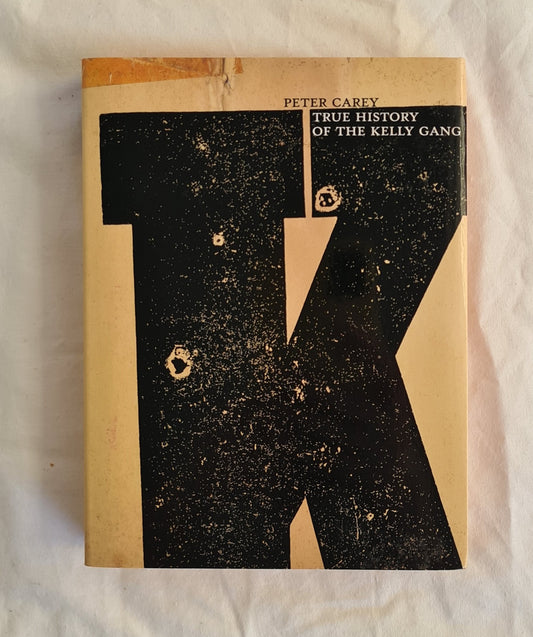 PETER CAREY
TRUE HISTORY
OF THE KELLY GANG
K